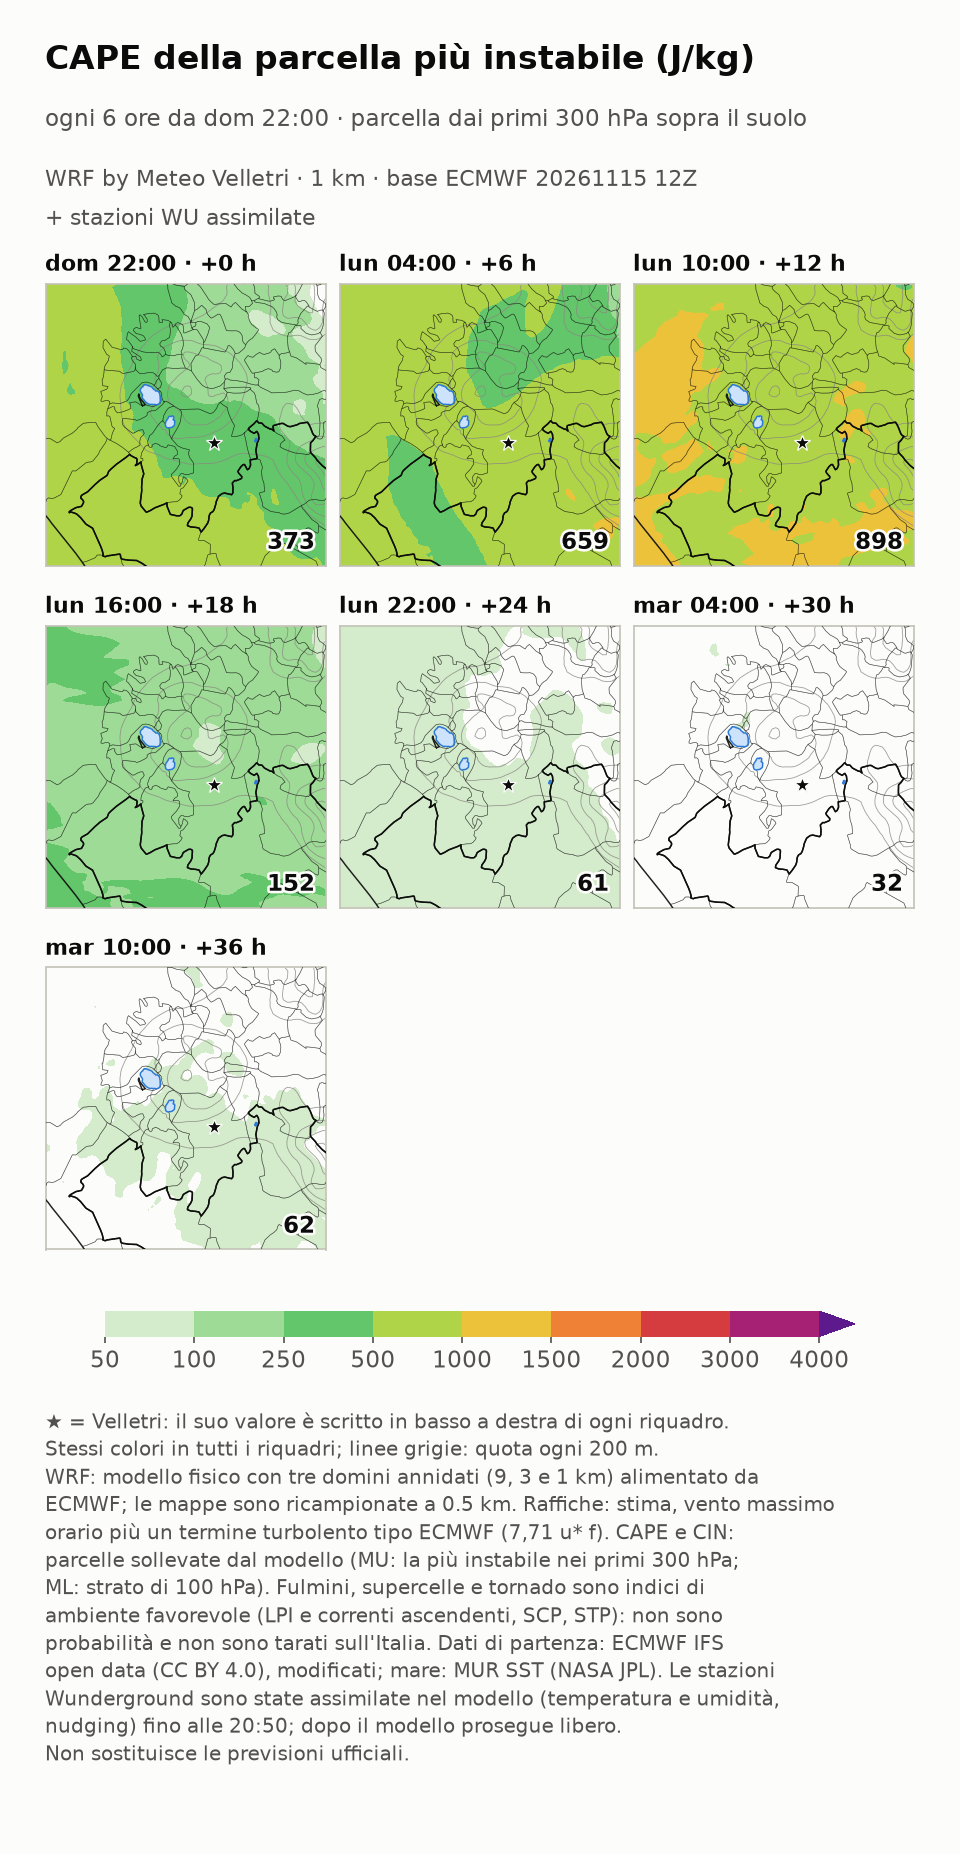 CAPE della parcella più instabile (J/kg)
ogni 6 ore da dom 22:00 · parcella dai primi 300 hPa sopra il suolo
WRF by Meteo Velletri · 1 km · base ECMWF 20261115 12Z
+ stazioni WU assimilate
dom 22:00 · +0 h
lun 04:00 · +6 h
lun 10:00 · +12 h
373
659
898
lun 16:00 · +18 h
lun 22:00 · +24 h
mar 04:00 · +30 h
152
61
32
mar 10:00 · +36 h
62
50 100 250 500 1000 1500 2000 3000 4000
★ = Velletri: il suo valore è scritto in basso a destra di ogni riquadro.
Stessi colori in tutti i riquadri; linee grigie: quota ogni 200 m.
WRF: modello fisico con tre domini annidati (9, 3 e 1 km) alimentato da
ECMWF; le mappe sono ricampionate a 0.5 km. Raffiche: stima, vento massimo
orario più un termine turbolento tipo ECMWF (7,71 u* f). CAPE e CIN:
parcelle sollevate dal modello (MU: la più instabile nei primi 300 hPa;
ML: strato di 100 hPa). Fulmini, supercelle e tornado sono indici di
ambiente favorevole (LPI e correnti ascendenti, SCP, STP): non sono
probabilità e non sono tarati sull'Italia. Dati di partenza: ECMWF IFS
open data (CC BY 4.0), modificati; mare: MUR SST (NASA JPL). Le stazioni
Wunderground sono state assimilate nel modello (temperatura e umidità,
nudging) fino alle 20:50; dopo il modello prosegue libero.
Non sostituisce le previsioni ufficiali.